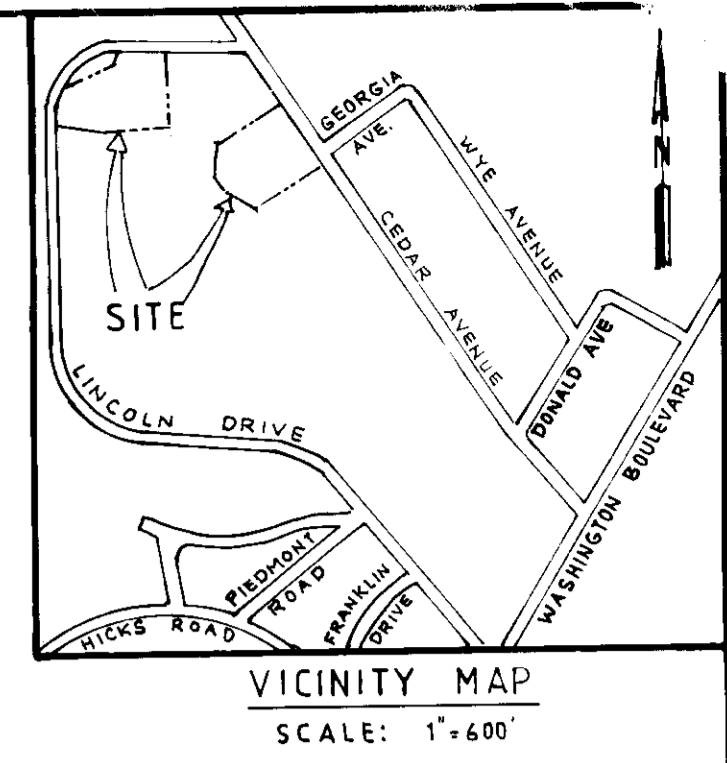 GEORGIA
AVE.
WYE AVENUE
N
CEDAR AVENUE
SITE
DONALD AVE
LINCOLN DRIVE
WASHINGTON BOULEVARD
PIEDMONT
ROAD
FRANKLIN
DRIVE
HICKS ROAD
VICINITY MAP
SCALE: 1"=600'